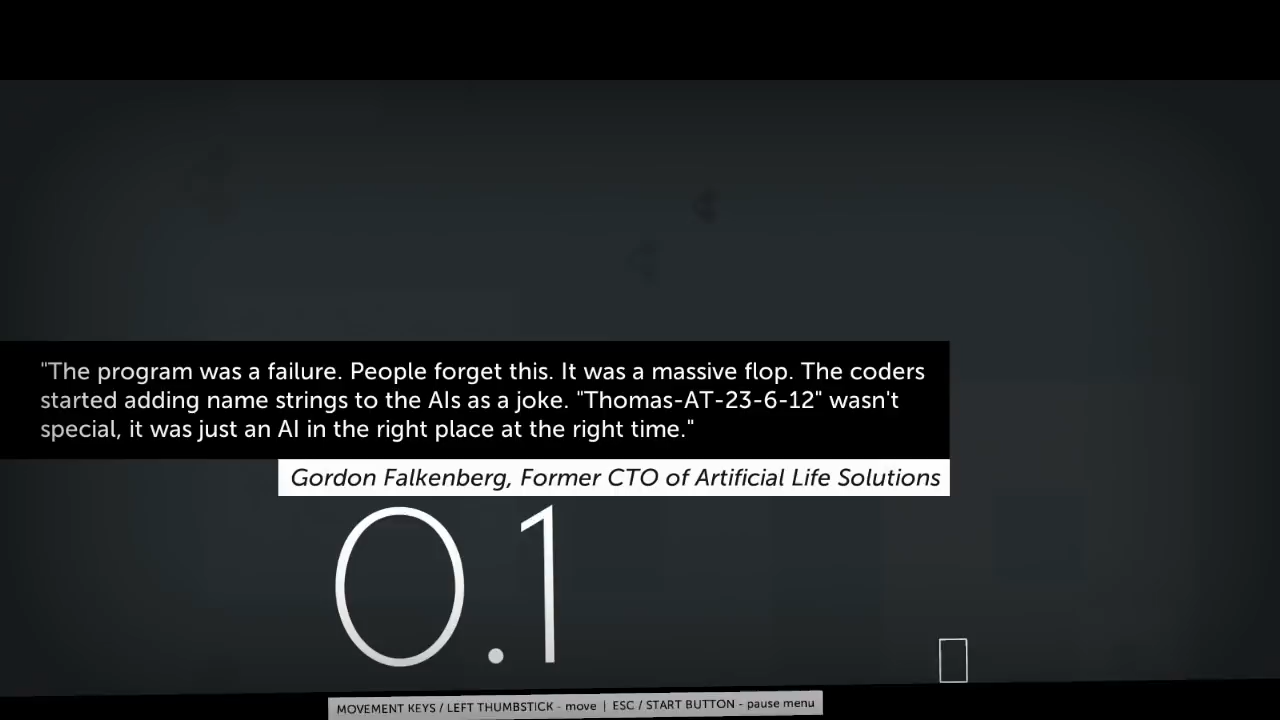 "The program was a failure. People forget this. It was a massive flop. The coders
started adding name strings to the AIs as a joke. "Thomas-AT-23-6-12" wasn't
special, it was just an AI in the right place at the right time."
Gordon Falkenberg, Former CTO of Artificial Life Solutions
0.1
MOVEMENT KEYS / LEFT THUMBSTICK - move | ESC / START BUTTON - pause menu